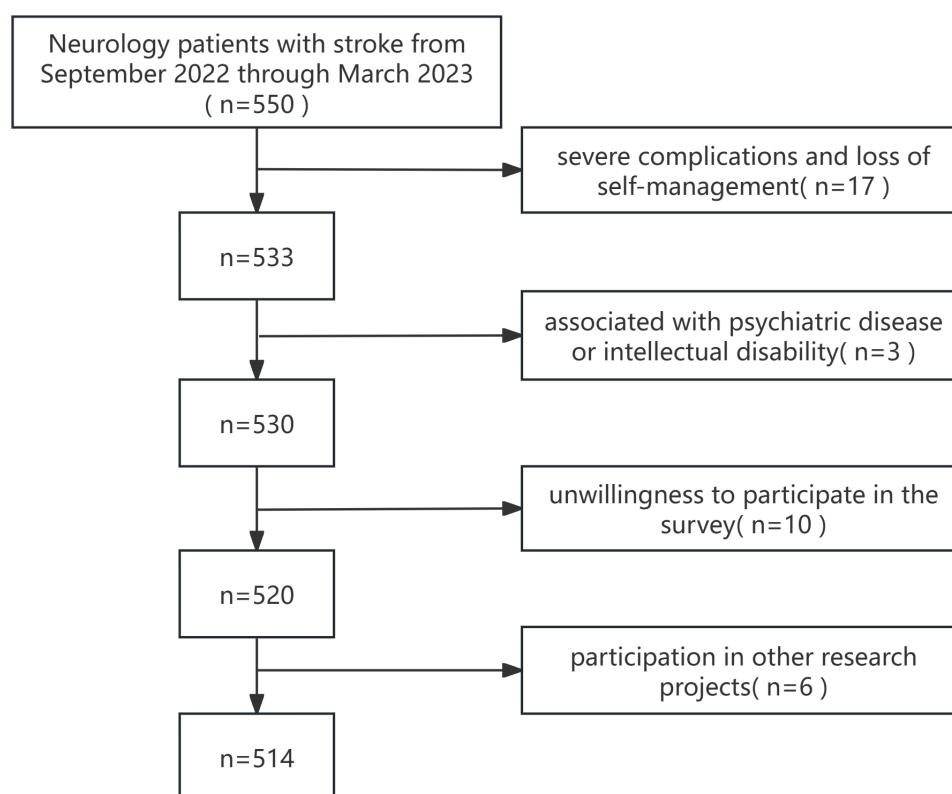 Neurology patients with stroke from
September 2022 through March 2023
( n=550 )
severe complications and loss of
self-management( n=17 )
n=533
associated with psychiatric disease
or intellectual disability( n=3 )
n=530
unwillingness to participate in the
survey( n=10 )
n=520
participation in other research
projects( n=6 )
n=514